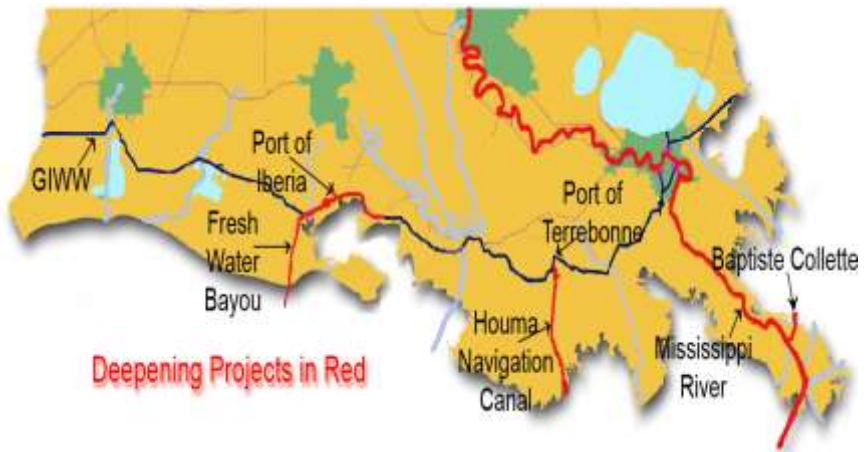 GIWW
Port of
Iberia
Fresh
Water
Bayou
Port of
Terrebonne
Baptiste Collette
Houma
Navigation
Canal
Mississippi
River
Deepening Projects in Red